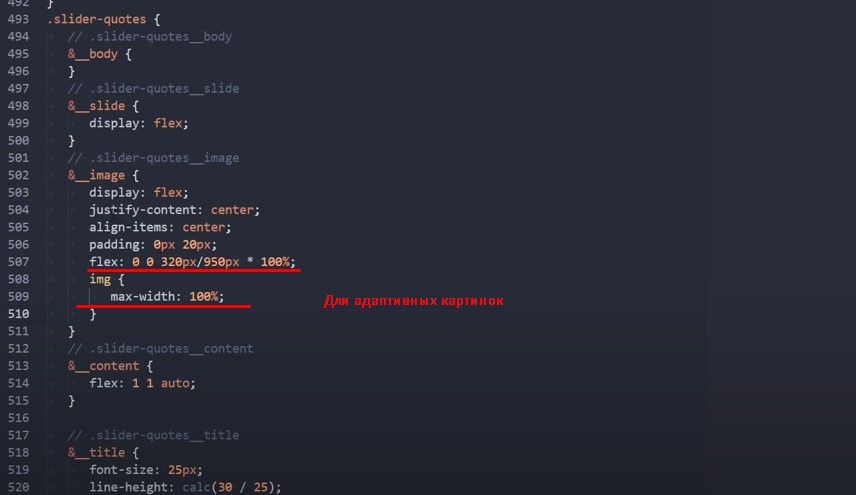 492 }
493 .slider-quotes {
494 // .slider-quotes__body
495 &__body {
496 }
497 // .slider-quotes__slide
498 &__slide {
499 display: flex;
500 }
501 // .slider-quotes__image
502 &__image {
503 display: flex;
504 justify-content: center;
505 align-items: center;
506 padding: 0px 20px;
507 flex: 0 0 320px/950px * 100%;
508 img {
509 max-width: 100%;
Для адаптивных картинок
510 }
511 }
512 // .slider-quotes__content
513 &__content {
514 flex: 1 1 auto;
515 }
516
517 // .slider-quotes__title
518 &__title {
519 font-size: 25px;
520 line-height: calc(30 / 25);